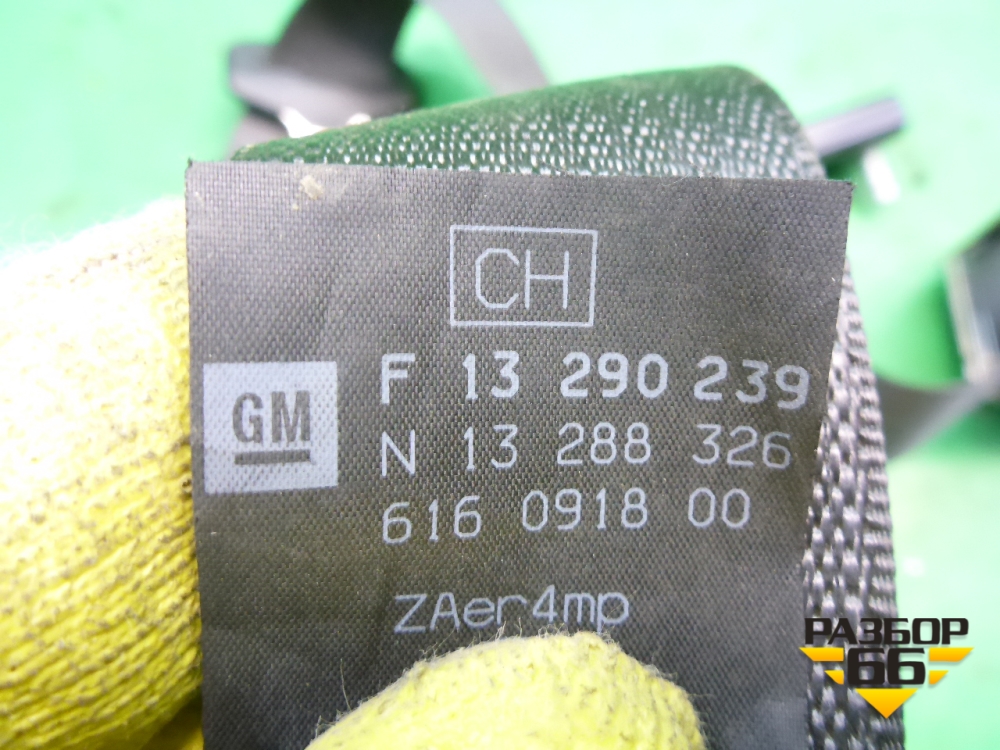 CH
F 13 290 239
GM
N 13 288 326
616 0918 00
ZAer4mp
РАЗБОР
66